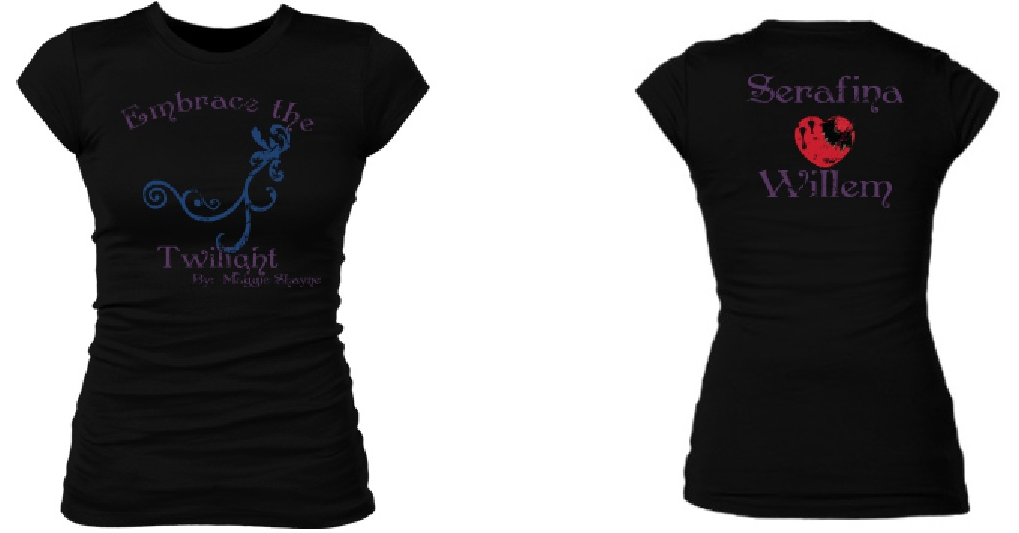 Embrace the
Twilight
By: Maggie Shayne
Serafina
Willem